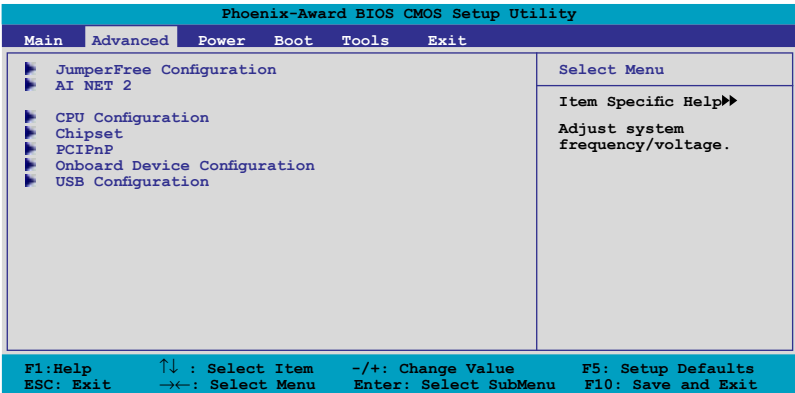 Phoenix-Award BIOS CMOS Setup Utility
Main Advanced Power Boot Tools Exit
JumperFree Configuration
AI NET 2
CPU Configuration
Chipset
PCIPnP
Onboard Device Configuration
USB Configuration
Select Menu
Item Specific Help
Adjust system
frequency/voltage.
F1:Help ↑↓ : Select Item -/+: Change Value F5: Setup Defaults
ESC: Exit →←: Select Menu Enter: Select SubMenu F10: Save and Exit